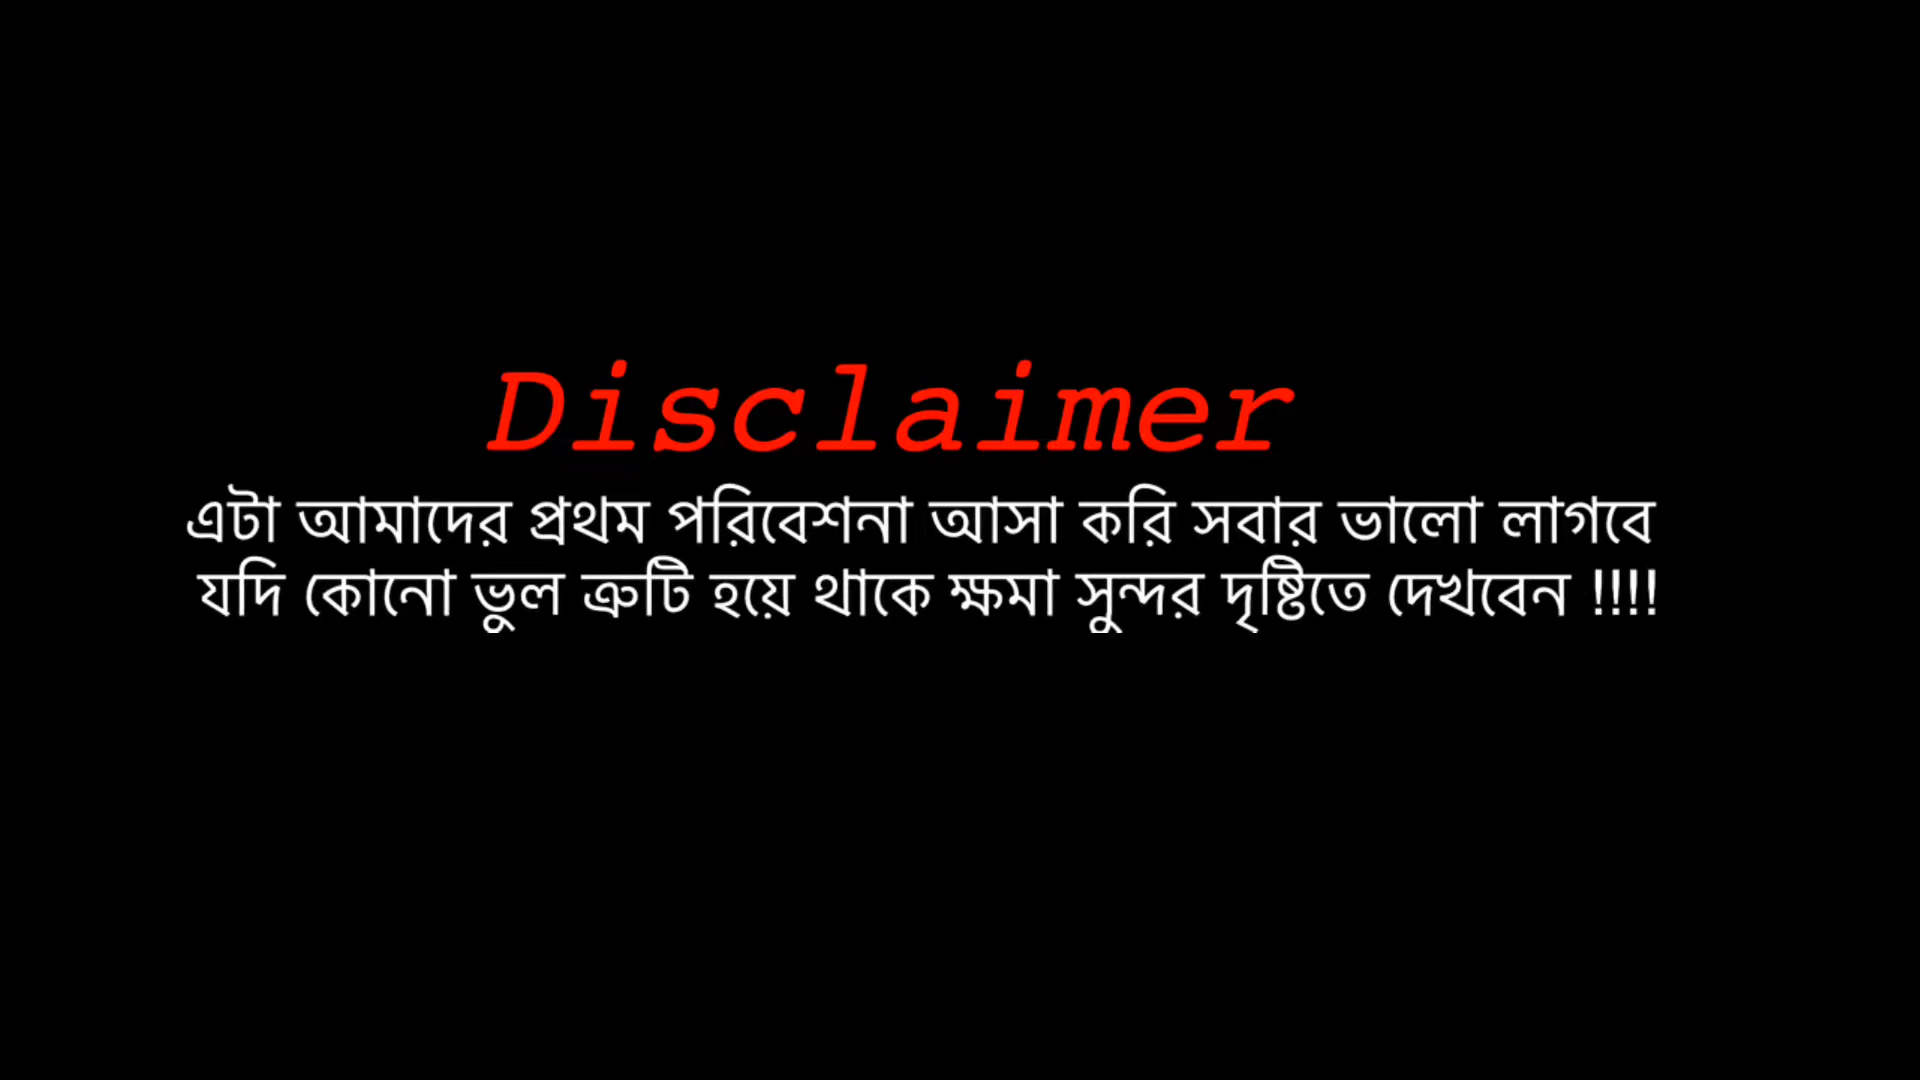 Disclaimer
এটা আমাদের প্রথম পরিবেশনা আসা করি সবার ভালো লাগবে
যদি কোনো ভুল ত্রুটি হয়ে থাকে ক্ষমা সুন্দর দৃষ্টিতে দেখবেন !!!!